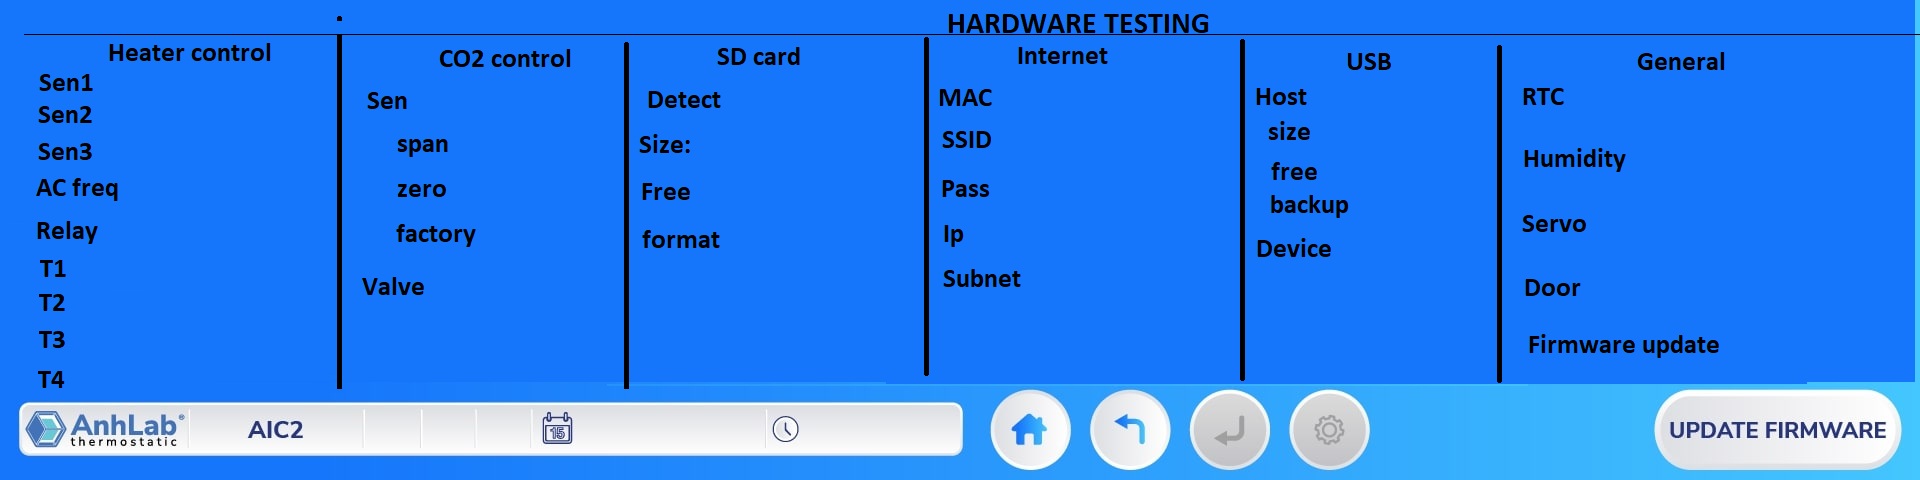 HARDWARE TESTING
Heater control
Sen1
Sen2
Sen3
AC freq
Relay
T1
T2
T3
T4
CO2 control
Sen
span
zero
factory
Valve
SD card
Detect
Size:
Free
format
Internet
MAC
SSID
Pass
Ip
Subnet
USB
Host
size
free
backup
Device
General
RTC
Humidity
Servo
Door
Firmware update
AnhLab®
thermostatic
AIC2
15
UPDATE FIRMWARE